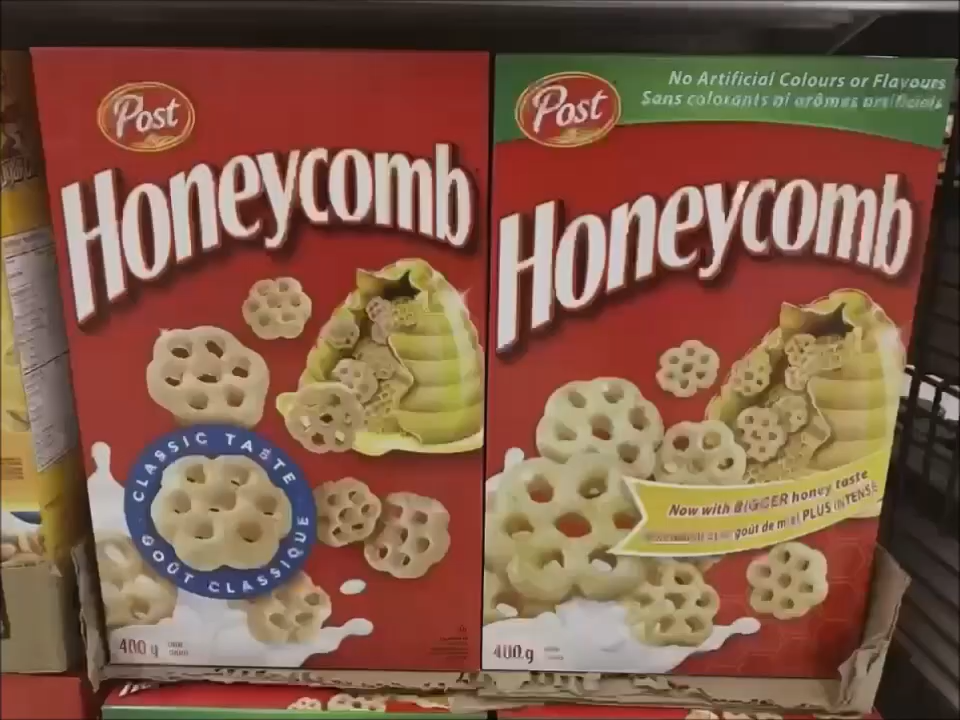 Post
Honeycomb
CLASSIC TASTE
GOÛT CLASSIQUE
400 g
No Artificial Colours or Flavours
Sans colorants ni arômes artificiels
Post
Honeycomb
Now with BIGGER honey taste
goût de miel PLUS INTENSE
400 g